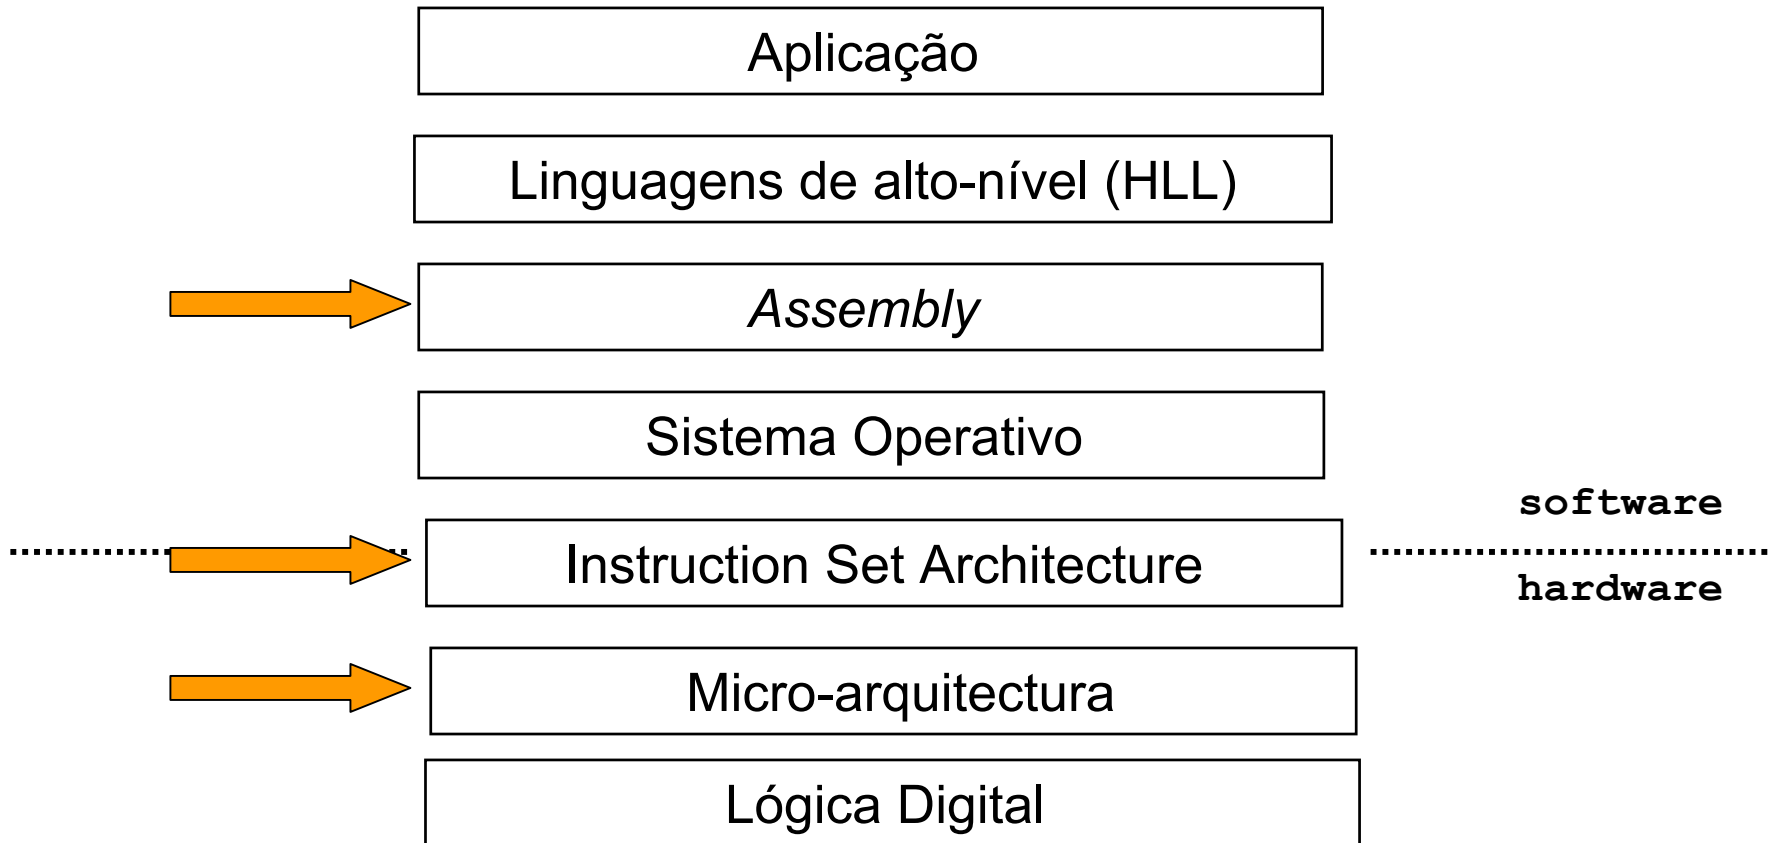 Aplicação
Linguagens de alto-nível (HLL)
Assembly
Sistema Operativo
software
Instruction Set Architecture
hardware
Micro-arquitectura
Lógica Digital